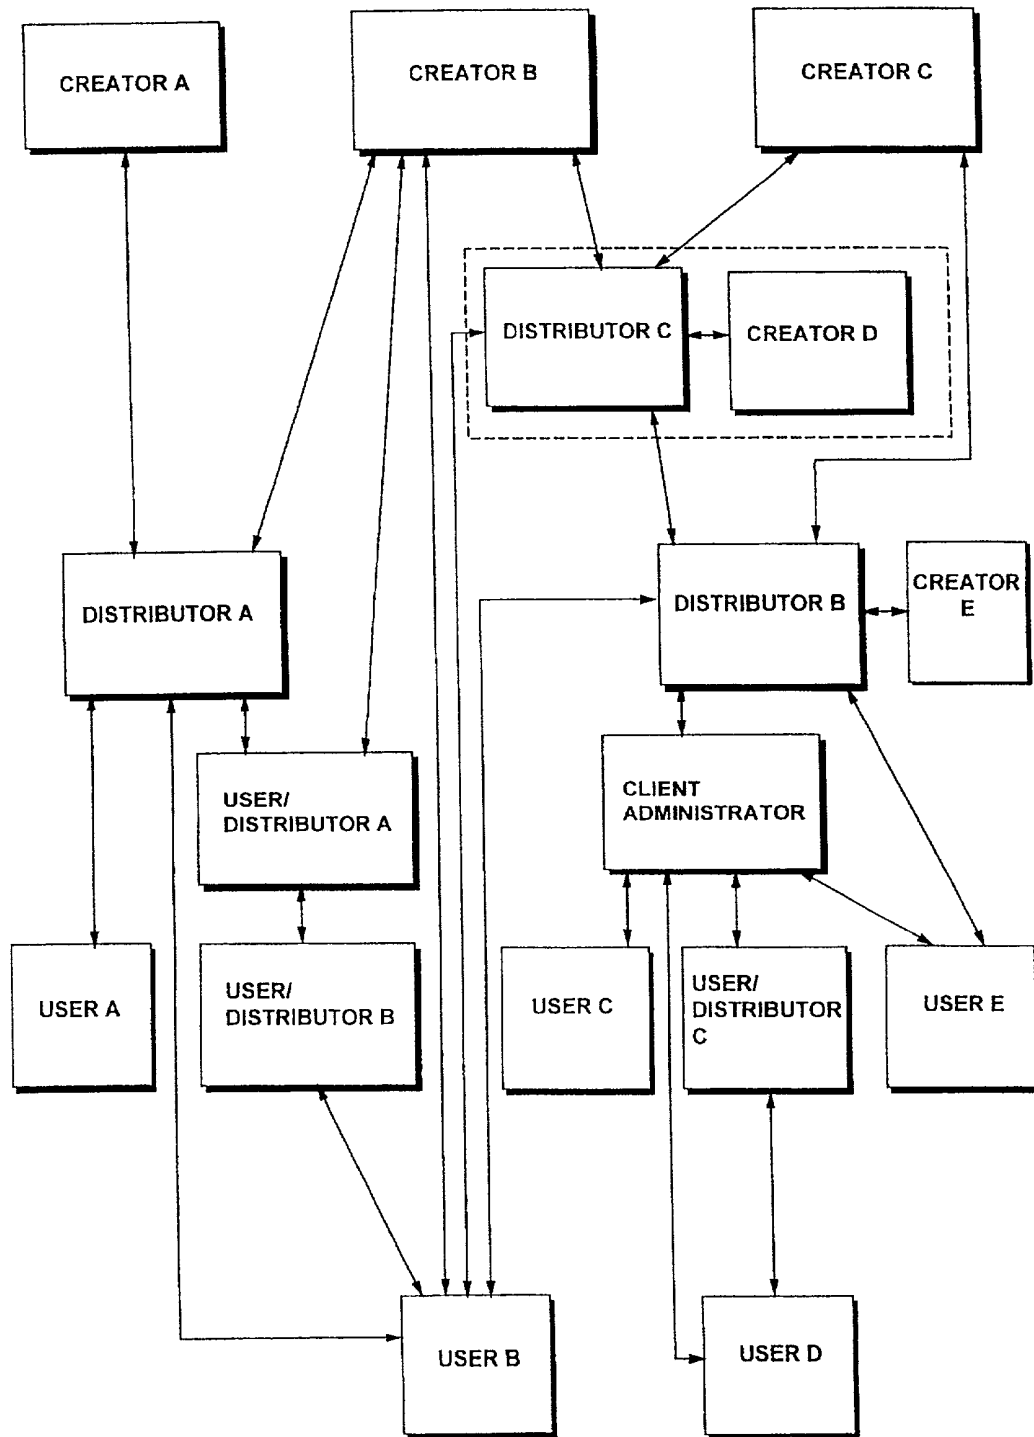 CREATOR A
CREATOR B
CREATOR C
DISTRIBUTOR C
CREATOR D
DISTRIBUTOR A
DISTRIBUTOR B
CREATOR
E
USER/
DISTRIBUTOR A
CLIENT
ADMINISTRATOR
USER A
USER/
DISTRIBUTOR B
USER C
USER/
DISTRIBUTOR
C
USER E
USER B
USER D